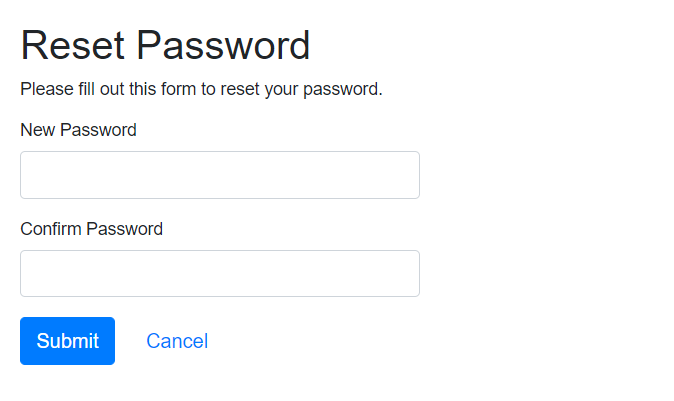 Reset Password
Please fill out this form to reset your password.
New Password
Confirm Password
Submit Cancel